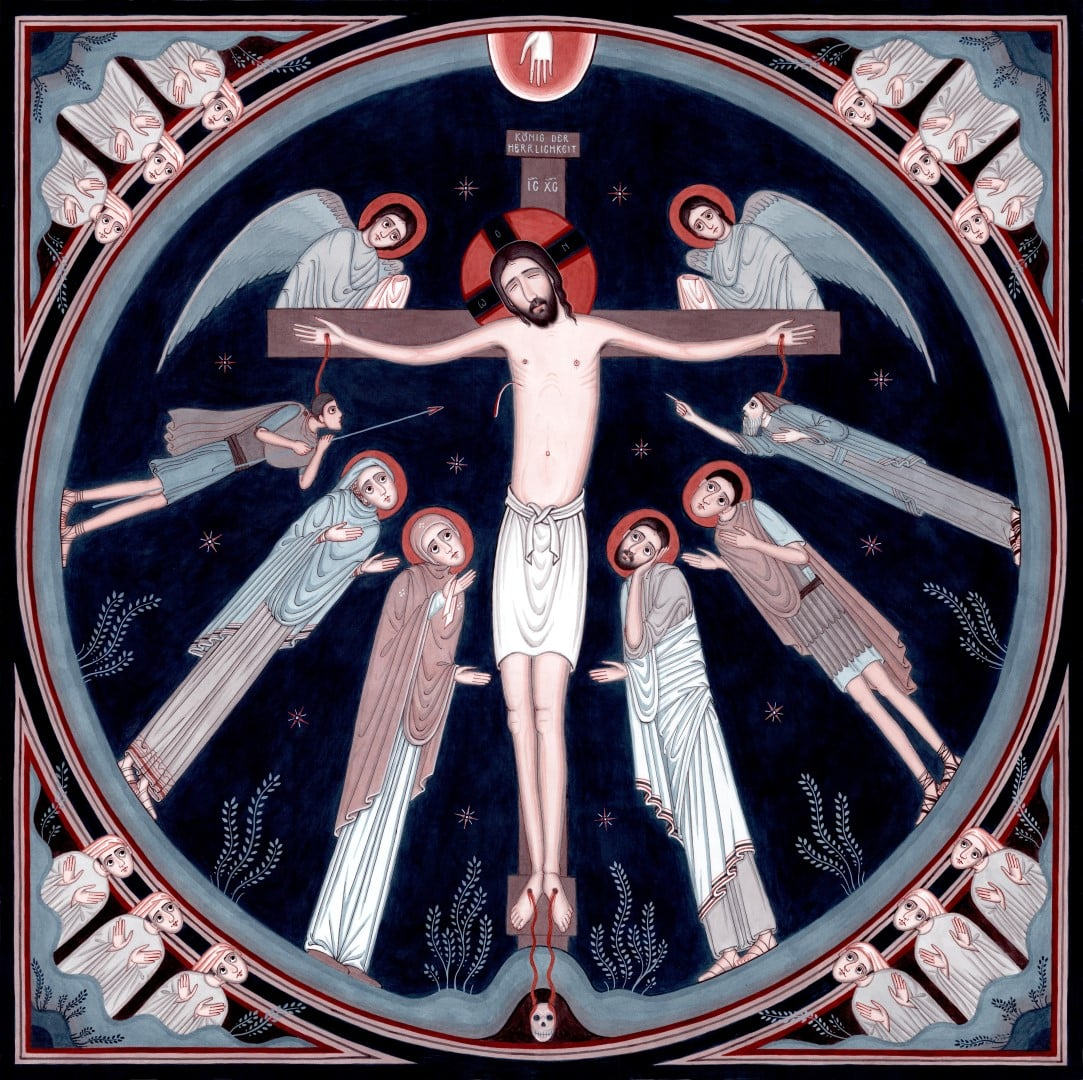 KÖNIG DER
HERRLICHKEIT
IC XC
Ѡ О Н